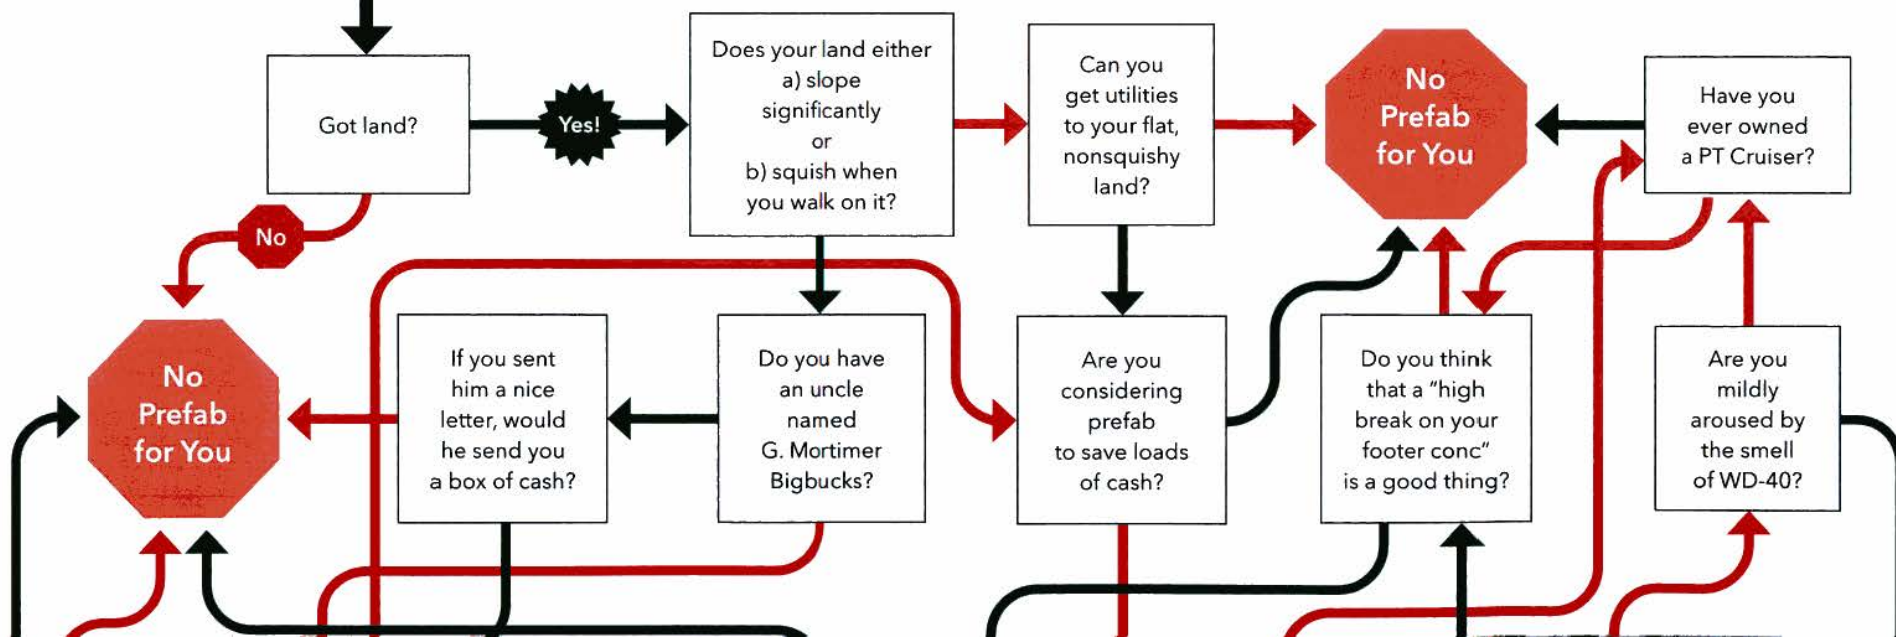 Got land?
Yes!
Does your land either
a) slope
significantly
or
b) squish when
you walk on it?
Can you
get utilities
to your flat,
nonsquishy
land?
No
Prefab
for You
Have you
ever owned
a PT Cruiser?
No
No
Prefab
for You
If you sent
him a nice
letter, would
he send you
a box of cash?
Do you have
an uncle
named
G. Mortimer
Bigbucks?
Are you
considering
prefab
to save loads
of cash?
Do you think
that a "high
break on your
footer conc"
is a good thing?
Are you
mildly
aroused by
the smell
of WD-40?